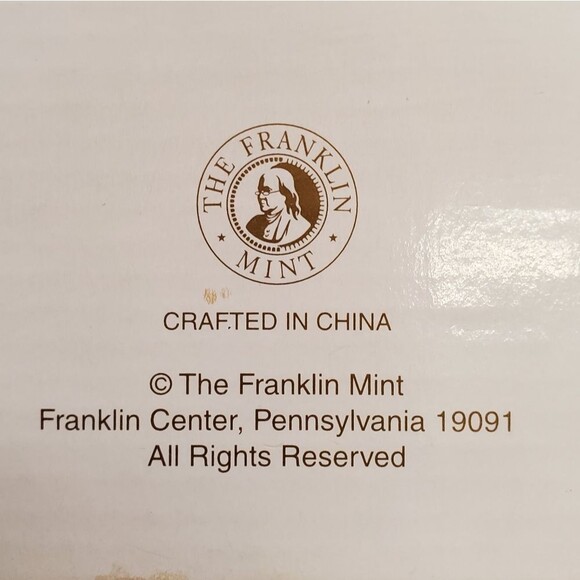 THE FRANKLIN
MINT
CRAFTED IN CHINA
© The Franklin Mint
Franklin Center, Pennsylvania 19091
All Rights Reserved